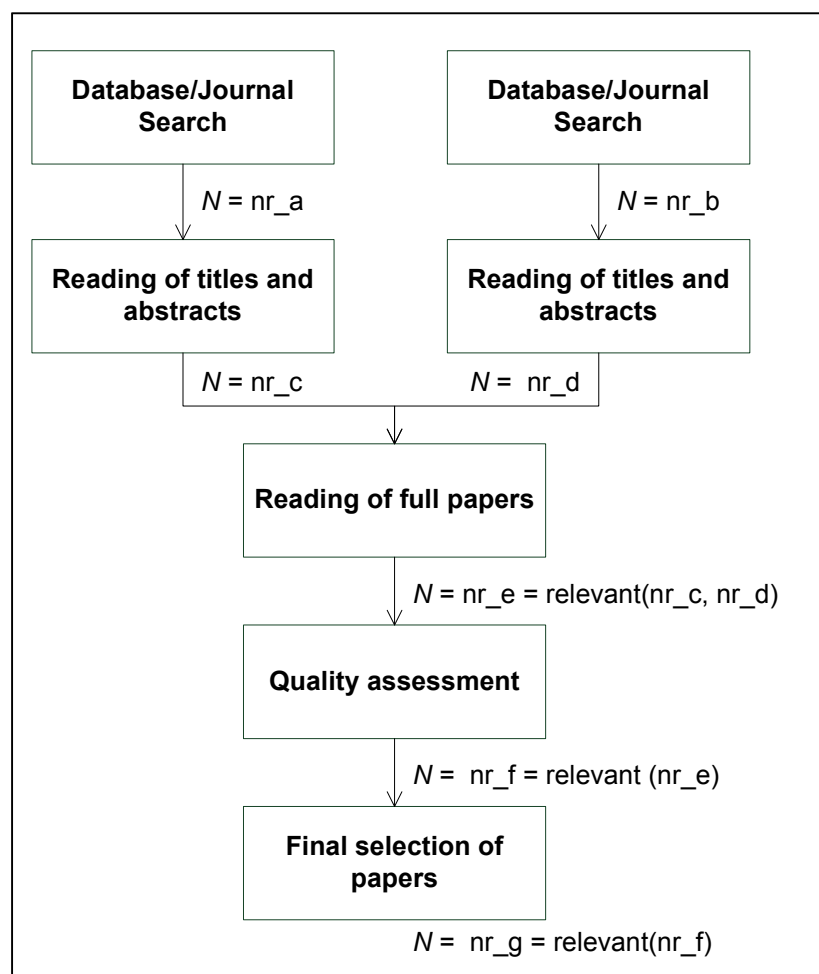 Database/Journal
Search
Database/Journal
Search
N = nr_a
N = nr_b
Reading of titles and
abstracts
Reading of titles and
abstracts
N = nr_c
N =  nr_d
Reading of full papers
N = nr_e = relevant(nr_c, nr_d)
Quality assessment
N =  nr_f = relevant (nr_e)
Final selection of
papers
N =  nr_g = relevant(nr_f)